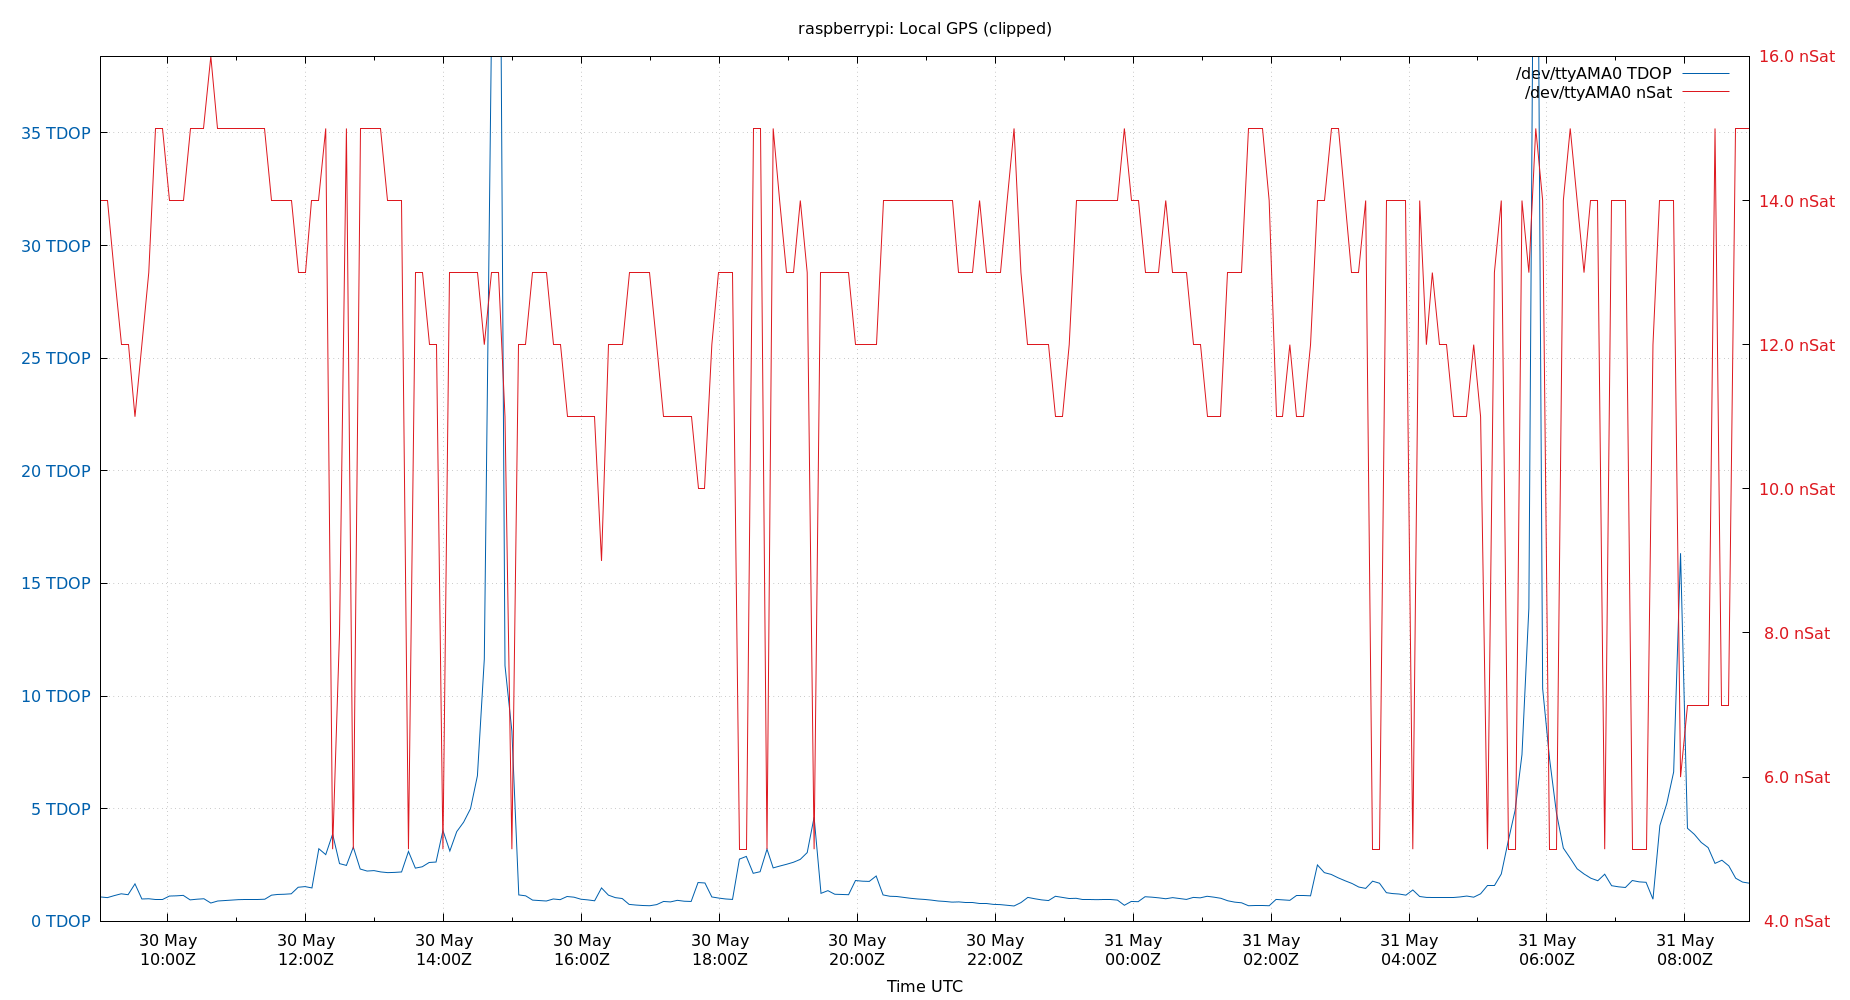 raspberrypi: Local GPS (clipped)
/dev/ttyAMA0 TDOP
/dev/ttyAMA0 nSat
35 TDOP
30 TDOP
25 TDOP
20 TDOP
15 TDOP
10 TDOP
5 TDOP
0 TDOP
16.0 nSat
14.0 nSat
12.0 nSat
10.0 nSat
8.0 nSat
6.0 nSat
4.0 nSat
30 May
10:00Z
30 May
12:00Z
30 May
14:00Z
30 May
16:00Z
30 May
18:00Z
30 May
20:00Z
30 May
22:00Z
31 May
00:00Z
31 May
02:00Z
31 May
04:00Z
31 May
06:00Z
31 May
08:00Z
Time UTC